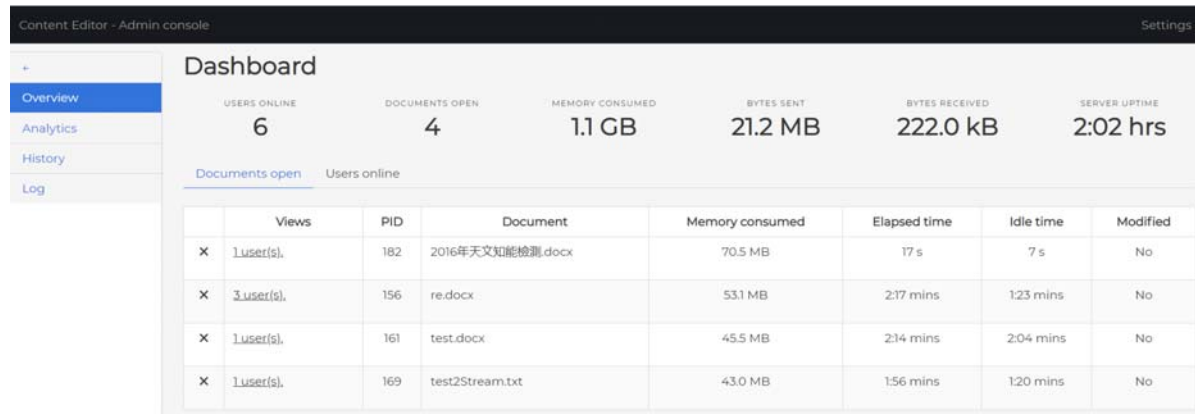 Content Editor - Admin console Settings
←
Overview
Analytics
History
Log
Dashboard
USERS ONLINE DOCUMENTS OPEN MEMORY CONSUMED BYTES SENT BYTES RECEIVED SERVER UPTIME
6 4 1.1 GB 21.2 MB 222.0 kB 2:02 hrs
Documents open Users online
Views PID Document Memory consumed Elapsed time Idle time Modified
× 1 user(s). 182 2016年天文知能檢測.docx 70.5 MB 17 s 7 s No
× 3 user(s). 156 re.docx 53.1 MB 2:17 mins 1:23 mins No
× 1 user(s). 161 test.docx 45.5 MB 2:14 mins 2:04 mins No
× 1 user(s). 169 test2Stream.txt 43.0 MB 1:56 mins 1:20 mins No